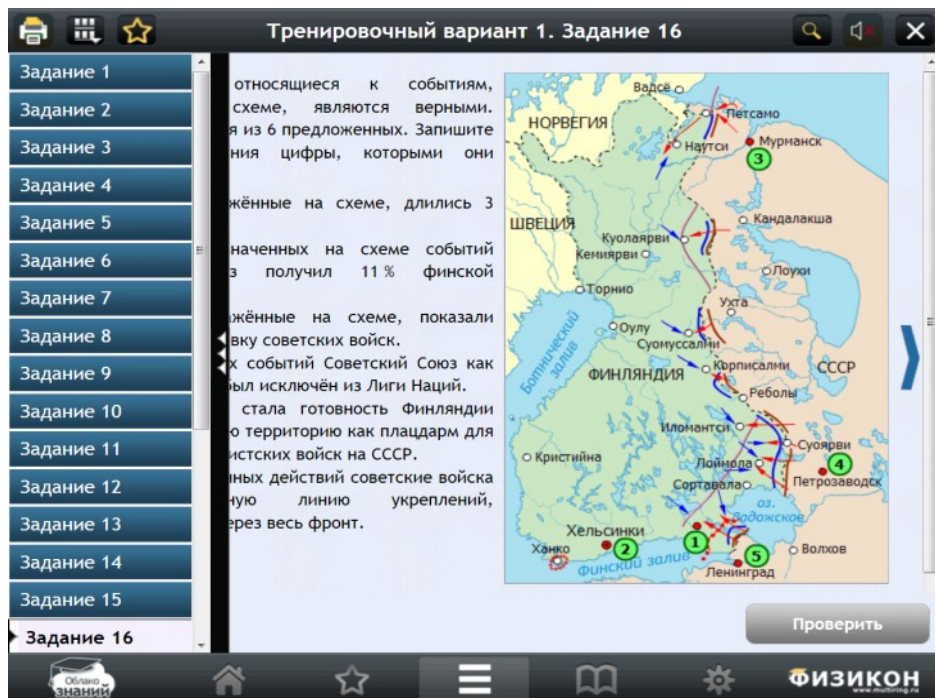 Тренировочный вариант 1. Задание 16
Задание 1
Задание 2
Задание 3
Задание 4
Задание 5
Задание 6
Задание 7
Задание 8
Задание 9
Задание 10
Задание 11
Задание 12
Задание 13
Задание 14
Задание 15
Задание 16
относящиеся к событиям,
схеме, являются верными.
я из 6 предложенных. Запишите
ния цифры, которыми они
жённые на схеме, длились 3
наченных на схеме событий
з получил 11 % финской
ажённые на схеме, показали
вку советских войск.
х событий Советский Союз как
был исключён из Лиги Наций.
стала готовность Финляндии
ю территорию как плацдарм для
истских войск на СССР.
нных действий советские войска
ную линию укреплений,
ерез весь фронт.
Вадсё
Петсамо
НОРВЕГИЯ
Наутси
Мурманск
3
ШВЕЦИЯ
Кандалакша
Куолаярви
Кемиярви
Лоухи
Торнио
Ухта
Оулу
Суомуссалми
Ботнический
залив
ФИНЛЯНДИЯ
Корписалми
СССР
Реболы
Иломантси
Суоярви
Кристийна
Лоймола
4
Петрозаводск
Сортавала
оз.
Ладожское
Хельсинки
1
Ханко
2
5
Волхов
Финский залив
Ленинград
Проверить
Облако
знаний
ФИЗИКОН
www.multiring.ru